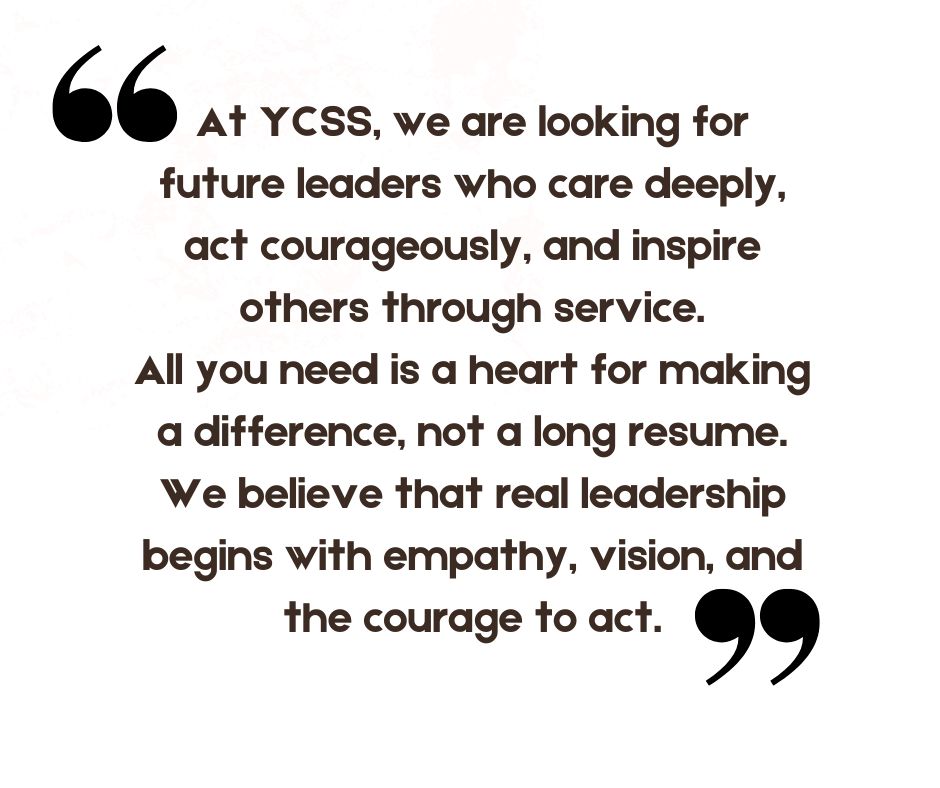 “ At YCSS, we are looking for
future leaders who care deeply,
act courageously, and inspire
others through service.
All you need is a heart for making
a difference, not a long resume.
We believe that real leadership
begins with empathy, vision, and
the courage to act. ”